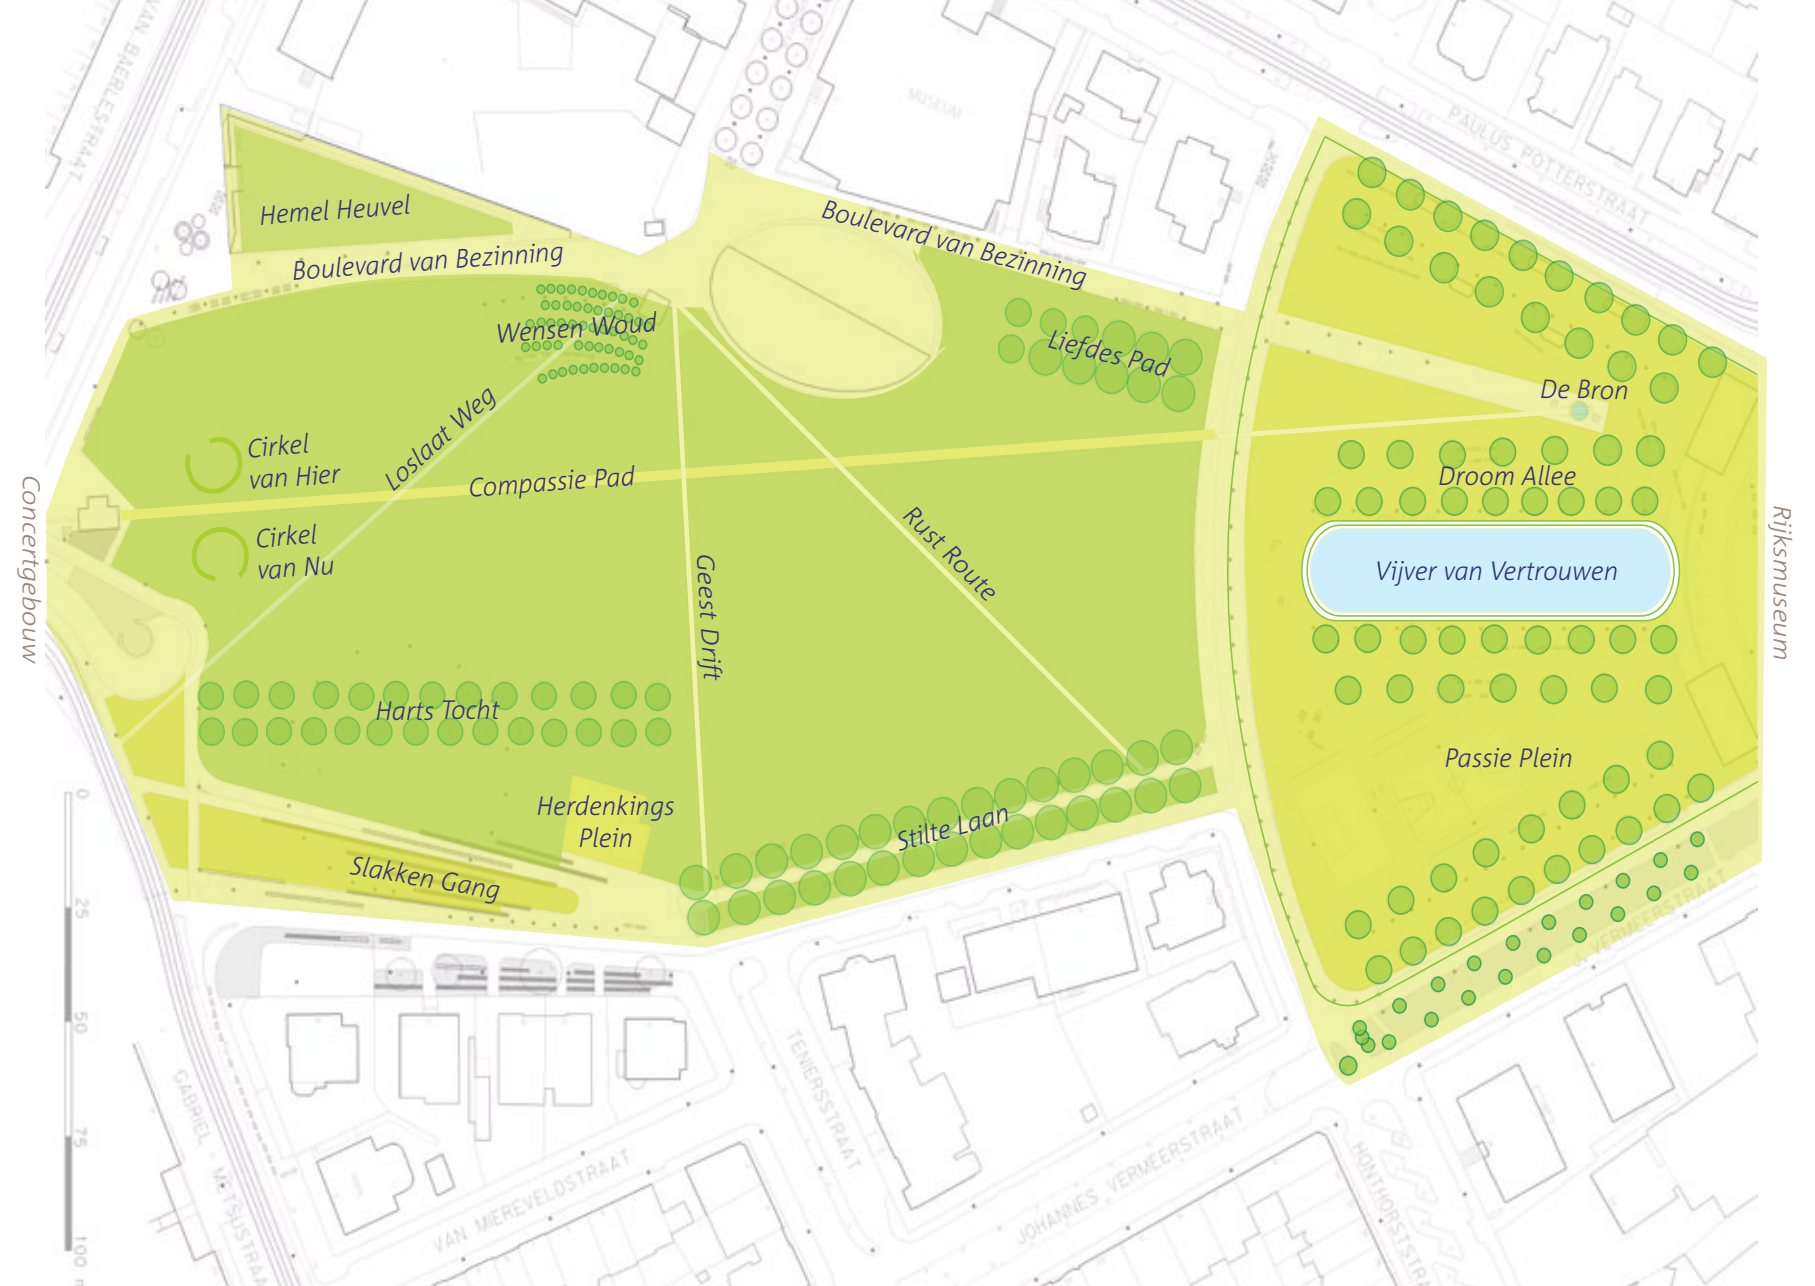 VAN BAERLESTRAAT
MUSEUM
PAULUS POTTERSTRAAT
Hemel Heuvel
Boulevard van Bezinning
Boulevard van Bezinning
Wensen Woud
Liefdes Pad
De Bron
Loslaat Weg
Cirkel
van Hier
Compassie Pad
Droom Allee
Concertgebouw
Rijksmuseum
Cirkel
van Nu
Rust Route
Geest Drift
Vijver van Vertrouwen
Harts Tocht
Passie Plein
Herdenkings
Plein
Stilte Laan
Slakken Gang
J. VERMEERSTRAAT
0
25
50
75
100 m
GABRIEL METSUSTRAAT
VAN MIEREVELDSTRAAT
TENIERSSTRAAT
JOHANNES VERMEERSTRAAT
HONTHORSTSTRA